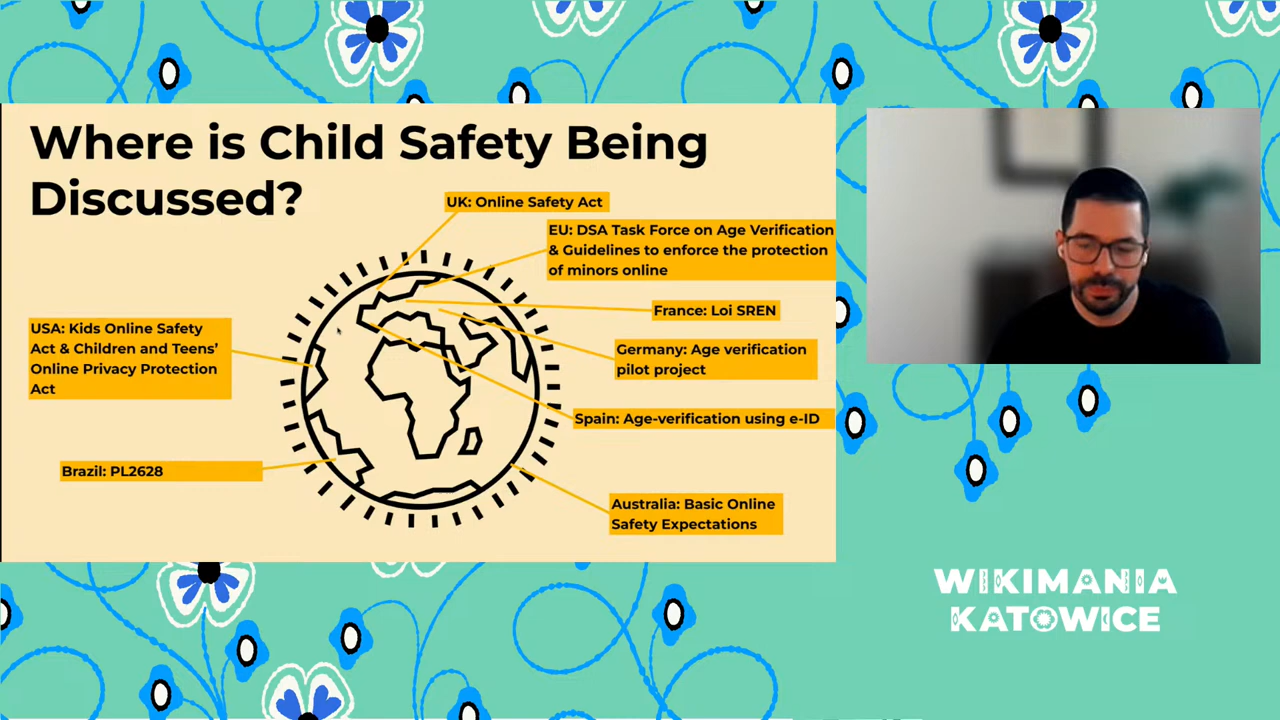 Where is Child Safety Being
Discussed?
UK: Online Safety Act
EU: DSA Task Force on Age Verification
& Guidelines to enforce the protection
of minors online
France: Loi SREN
USA: Kids Online Safety
Act & Children and Teens’
Online Privacy Protection
Act
Germany: Age verification
pilot project
Spain: Age-verification using e-ID
Brazil: PL2628
Australia: Basic Online
Safety Expectations
WIKIMANIA
KATOWICE